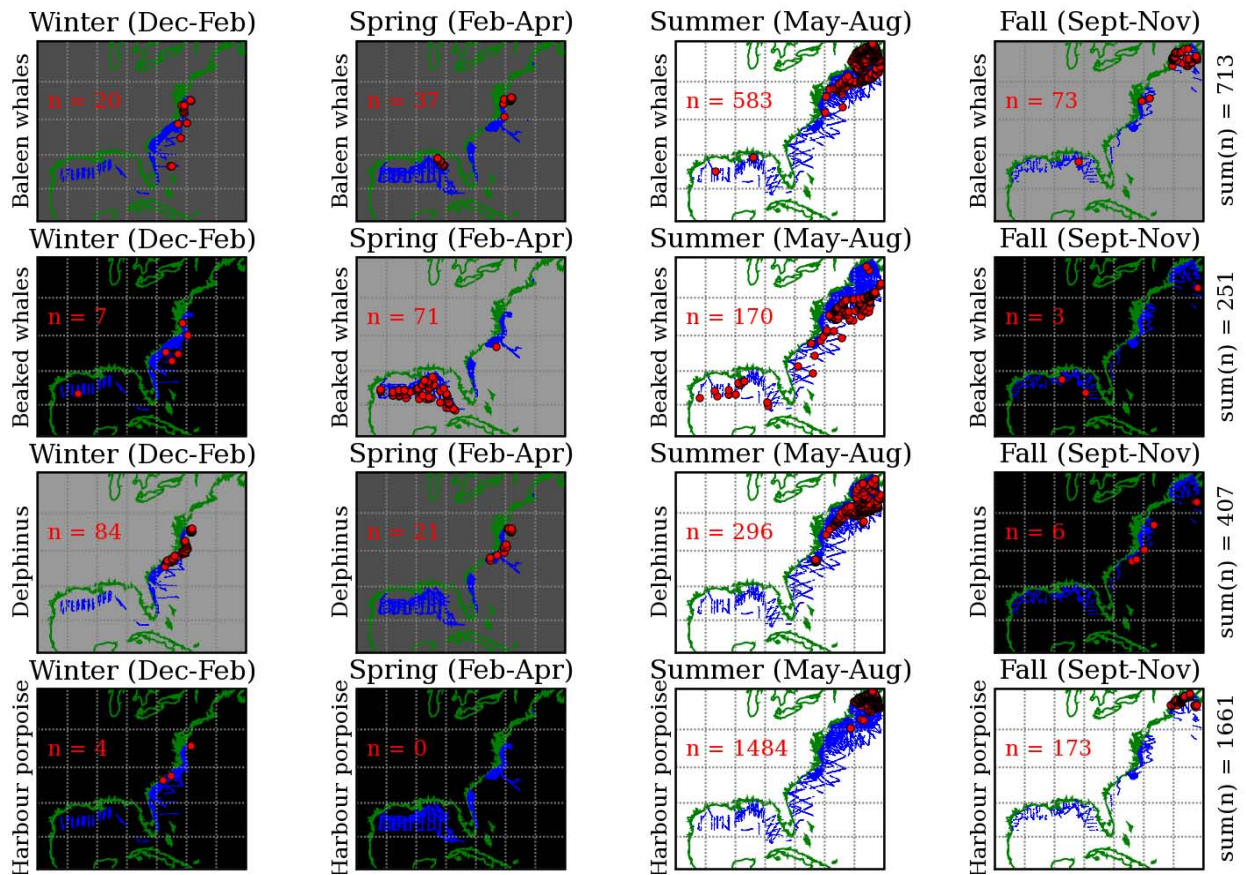 Winter (Dec-Feb)
Spring (Feb-Apr)
Summer (May-Aug)
Fall (Sept-Nov)
Baleen whales
n = 20
Baleen whales
n = 37
Baleen whales
n = 583
Baleen whales
n = 73
sum(n) = 713
Winter (Dec-Feb)
Spring (Feb-Apr)
Summer (May-Aug)
Fall (Sept-Nov)
Beaked whales
n = 7
Beaked whales
n = 71
Beaked whales
n = 170
Beaked whales
n = 3
sum(n) = 251
Winter (Dec-Feb)
Spring (Feb-Apr)
Summer (May-Aug)
Fall (Sept-Nov)
Delphinus
n = 84
Delphinus
n = 21
Delphinus
n = 296
Delphinus
n = 6
sum(n) = 407
Winter (Dec-Feb)
Spring (Feb-Apr)
Summer (May-Aug)
Fall (Sept-Nov)
Harbour porpoise
n = 4
Harbour porpoise
n = 0
Harbour porpoise
n = 1484
Harbour porpoise
n = 173
sum(n) = 1661